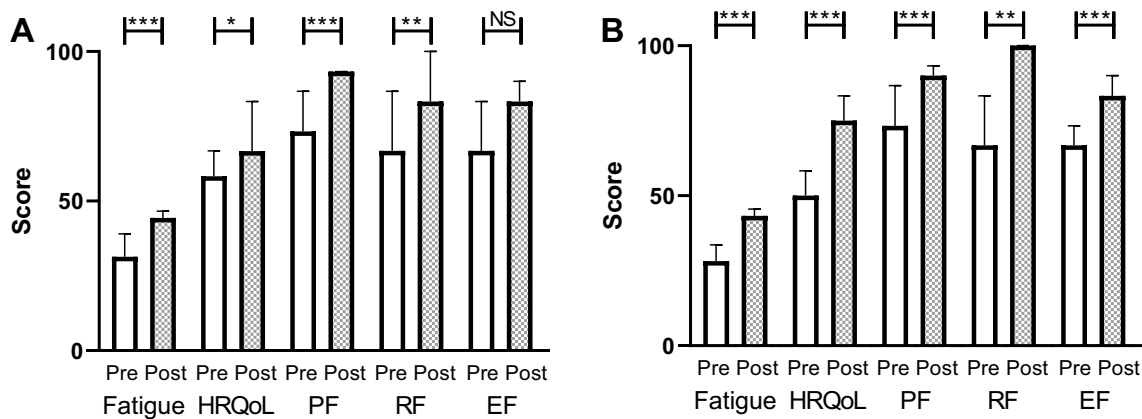 A
*** * *** ** NS
100
50
0
Score
Pre Post Pre Post Pre Post Pre Post Pre Post
Fatigue HRQoL PF RF EF
B
*** *** *** ** ***
100
50
0
Score
Pre Post Pre Post Pre Post Pre Post Pre Post
Fatigue HRQoL PF RF EF